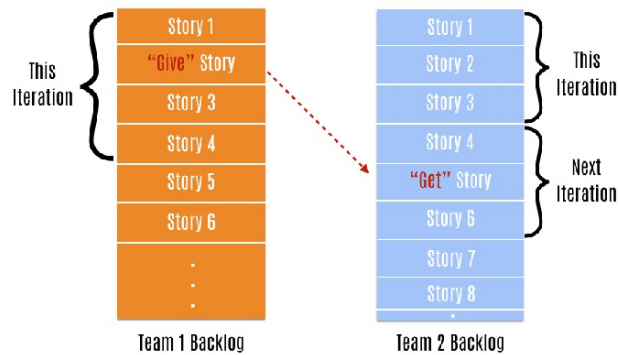 This
Iteration
Story 1
“Give” Story
Story 3
Story 4
Story 5
Story 6
.
.
.
Team 1 Backlog
Story 1
Story 2
Story 3
Story 4
“Get” Story
Story 6
Story 7
Story 8
.
Team 2 Backlog
This
Iteration
Next
Iteration